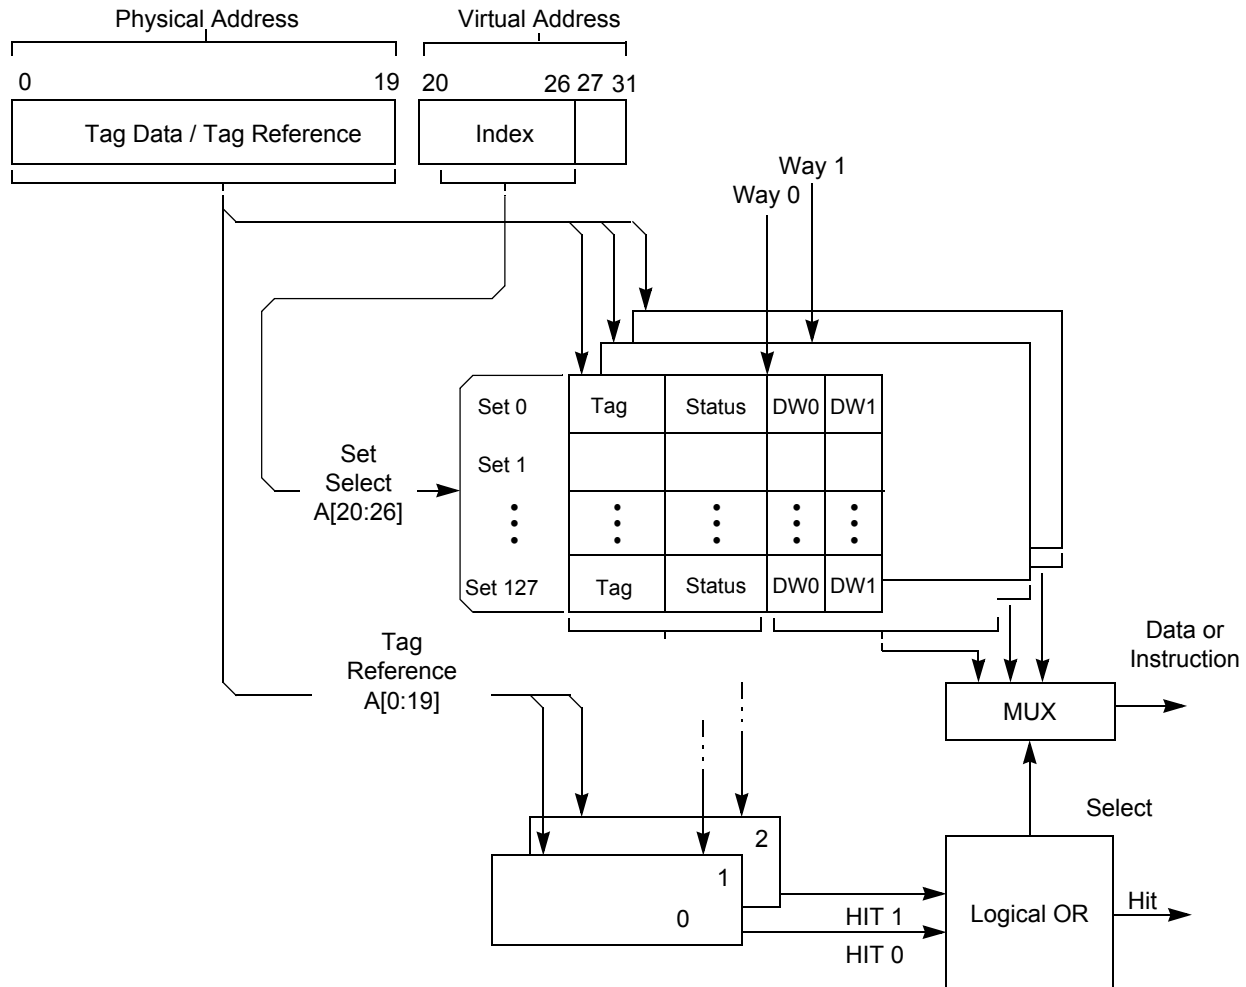 Physical Address
Virtual Address
0
19
20
26
27
31
Tag Data / Tag Reference
Index
Way 1
Way 0
Set 0
Tag
Status
DW0
DW1
Set 1
Set
Select
A[20:26]
Set 127
Tag
Status
DW0
DW1
Tag
Reference
A[0:19]
Data or
Instruction
MUX
Select
2
1
0
HIT 1
HIT 0
Logical OR
Hit